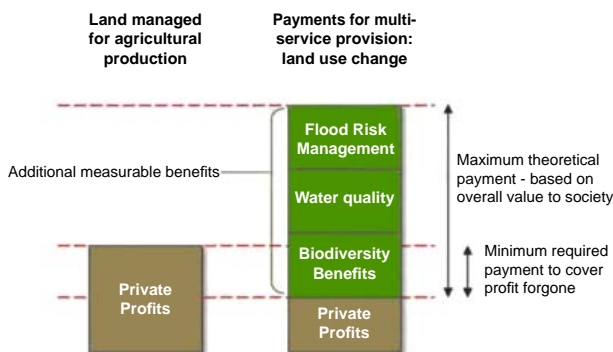 Land managed
for agricultural
production
Payments for multi-
service provision:
land use change
Additional measurable benefits
Flood Risk
Management
Water quality
Biodiversity
Benefits
Private
Profits
Private
Profits
Maximum theoretical
payment - based on
overall value to society
Minimum required
payment to cover
profit forgone